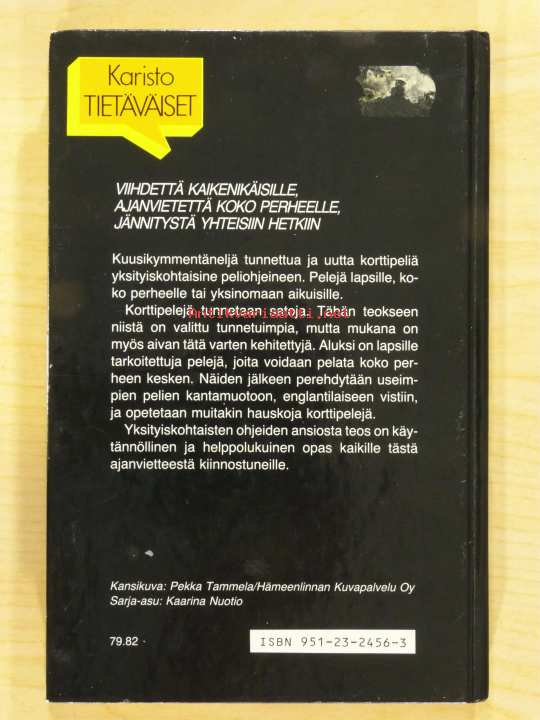 Karisto
TIETÄVÄISET
VIIHDETTÄ KAIKENIKÄISILLE,
AJANVIETETTÄ KOKO PERHEELLE,
JÄNNITYSTÄ YHTEISIIN HETKIIN
Kuusikymmentäneljä tunnettua ja uutta korttipeliä
yksityiskohtaisine peliohjeineen. Pelejä lapsille, ko-
ko perheelle tai yksinomaan aikuisille.
Korttipelejä tunnetaan satoja. Tähän teokseen
Antikvariaatti.net
niistä on valittu tunnetuimpia, mutta mukana on
myös aivan tätä varten kehitettyjä. Aluksi on lapsille
tarkoitettuja pelejä, joita voidaan pelata koko per-
heen kesken. Näiden jälkeen perehdytään useim-
pien pelien kantamuotoon, englantilaiseen vistiin,
ja opetetaan muitakin hauskoja korttipelejä.
Yksityiskohtaisten ohjeiden ansiosta teos on käy-
tännöllinen ja helppolukuinen opas kaikille tästä
ajanvietteestä kiinnostuneille.
Kansikuva: Pekka Tammela/Hämeenlinnan Kuvapalvelu Oy
Sarja-asu: Kaarina Nuotio
79.82
ISBN 951-23-2456-3